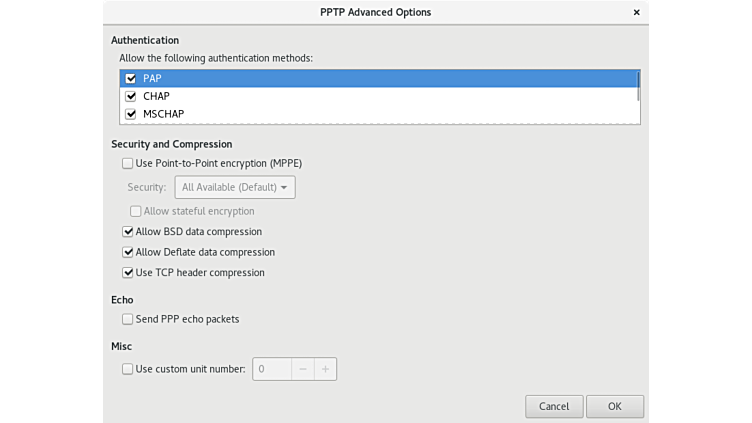 PPTP Advanced Options
Authentication
Allow the following authentication methods:
PAP
CHAP
MSCHAP
Security and Compression
Use Point-to-Point encryption (MPPE)
Security: All Available (Default)
Allow stateful encryption
Allow BSD data compression
Allow Deflate data compression
Use TCP header compression
Echo
Send PPP echo packets
Misc
Use custom unit number: 0
Cancel OK